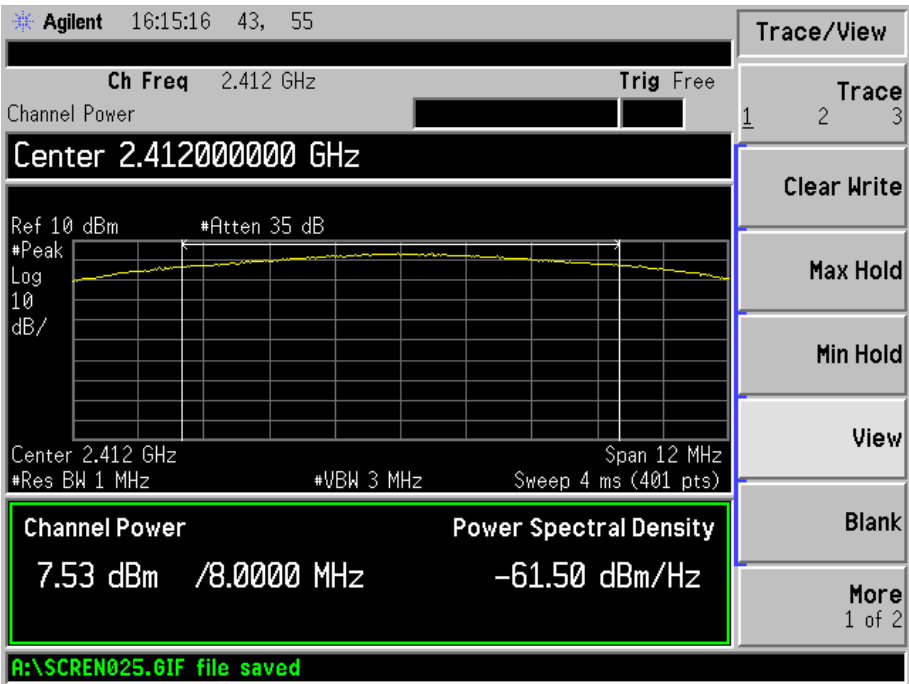 Agilent 16:15:16 43, 55
Ch Freq 2.412 GHz Trig Free
Channel Power
Center 2.412000000 GHz
Ref 10 dBm #Atten 35 dB
#Peak
Log
10
dB/
Center 2.412 GHz Span 12 MHz
#Res BW 1 MHz #VBW 3 MHz Sweep 4 ms (401 pts)
Channel Power Power Spectral Density
7.53 dBm /8.0000 MHz -61.50 dBm/Hz
A:\SCREN025.GIF file saved
Trace/View
Trace
1 2 3
Clear Write
Max Hold
Min Hold
View
Blank
More
1 of 2